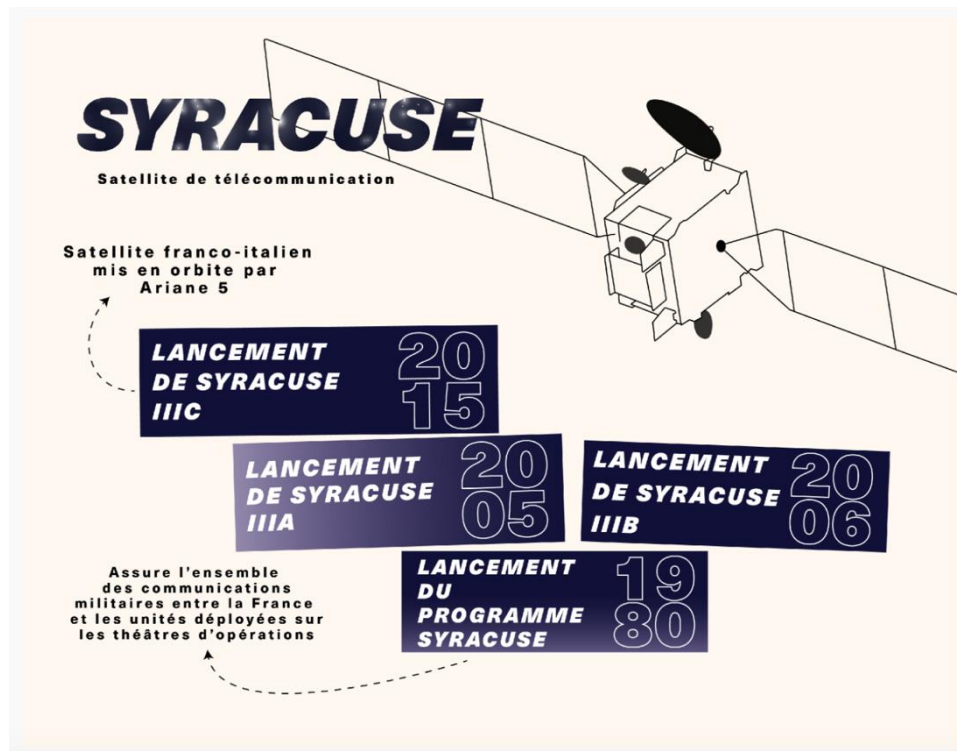 SYRACUSE
Satellite de télécommunication
Satellite franco-italien
mis en orbite par
Ariane 5
LANCEMENT
DE SYRACUSE
IIIC
20
15
LANCEMENT
DE SYRACUSE
IIIA
20
05
LANCEMENT
DE SYRACUSE
IIIB
20
06
Assure l'ensemble
des communications
militaires entre la France
et les unités déployées sur
les théâtres d'opérations
LANCEMENT
DU
PROGRAMME
SYRACUSE
19
80